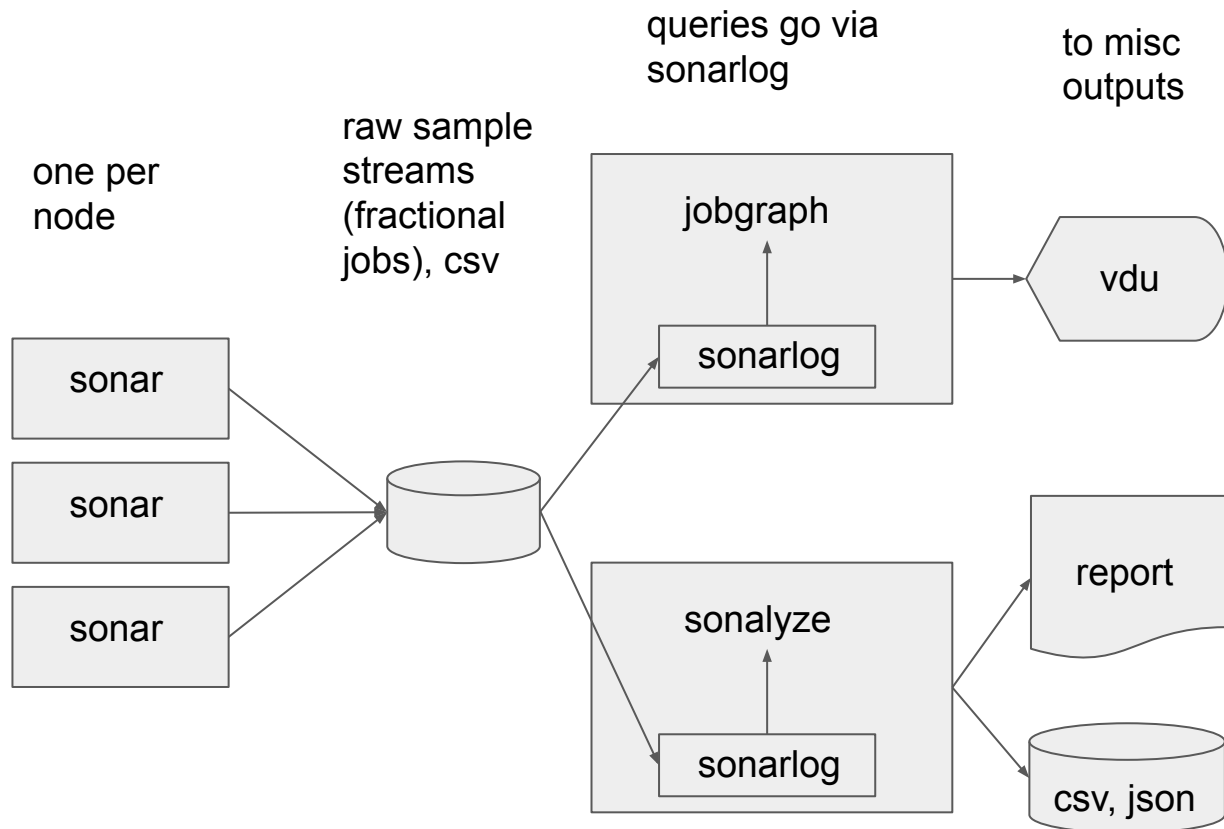 queries go via
sonarlog
to misc
outputs
raw sample
streams
(fractional
jobs), csv
one per
node
jobgraph
sonarlog
vdu
sonar
sonar
sonar
sonalyze
sonarlog
report
csv, json